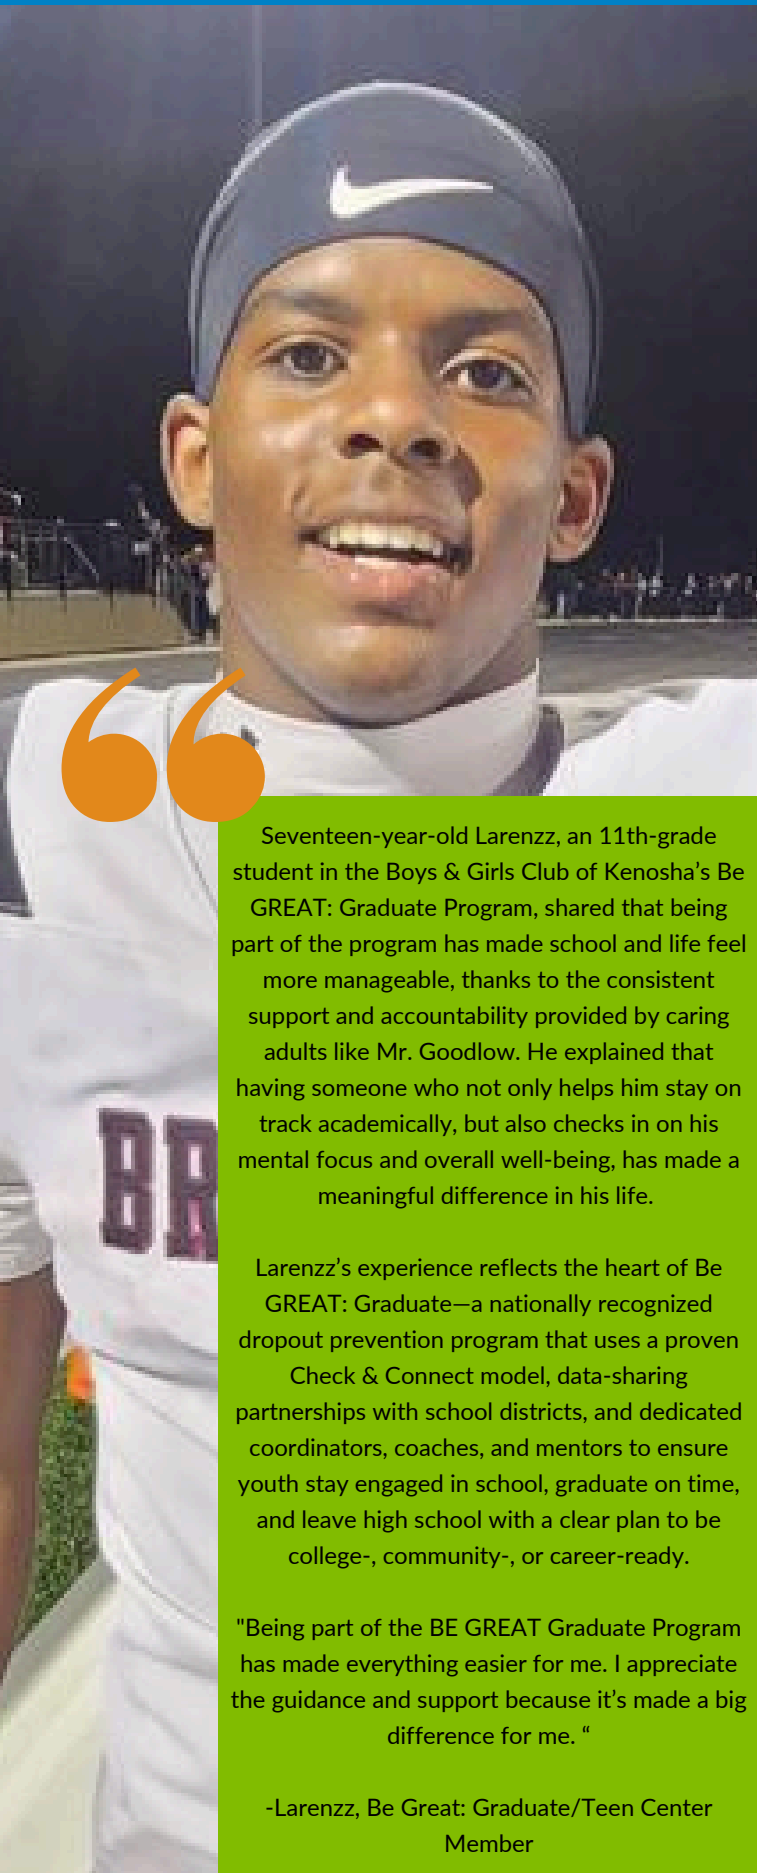 BR
Seventeen-year-old Larenzz, an 11th-grade
student in the Boys & Girls Club of Kenosha’s Be
GREAT: Graduate Program, shared that being
part of the program has made school and life feel
more manageable, thanks to the consistent
support and accountability provided by caring
adults like Mr. Goodlow. He explained that
having someone who not only helps him stay on
track academically, but also checks in on his
mental focus and overall well-being, has made a
meaningful difference in his life.
Larenzz’s experience reflects the heart of Be
GREAT: Graduate—a nationally recognized
dropout prevention program that uses a proven
Check & Connect model, data-sharing
partnerships with school districts, and dedicated
coordinators, coaches, and mentors to ensure
youth stay engaged in school, graduate on time,
and leave high school with a clear plan to be
college-, community-, or career-ready.
"Being part of the BE GREAT Graduate Program
has made everything easier for me. I appreciate
the guidance and support because it’s made a big
difference for me. “
-Larenzz, Be Great: Graduate/Teen Center
Member